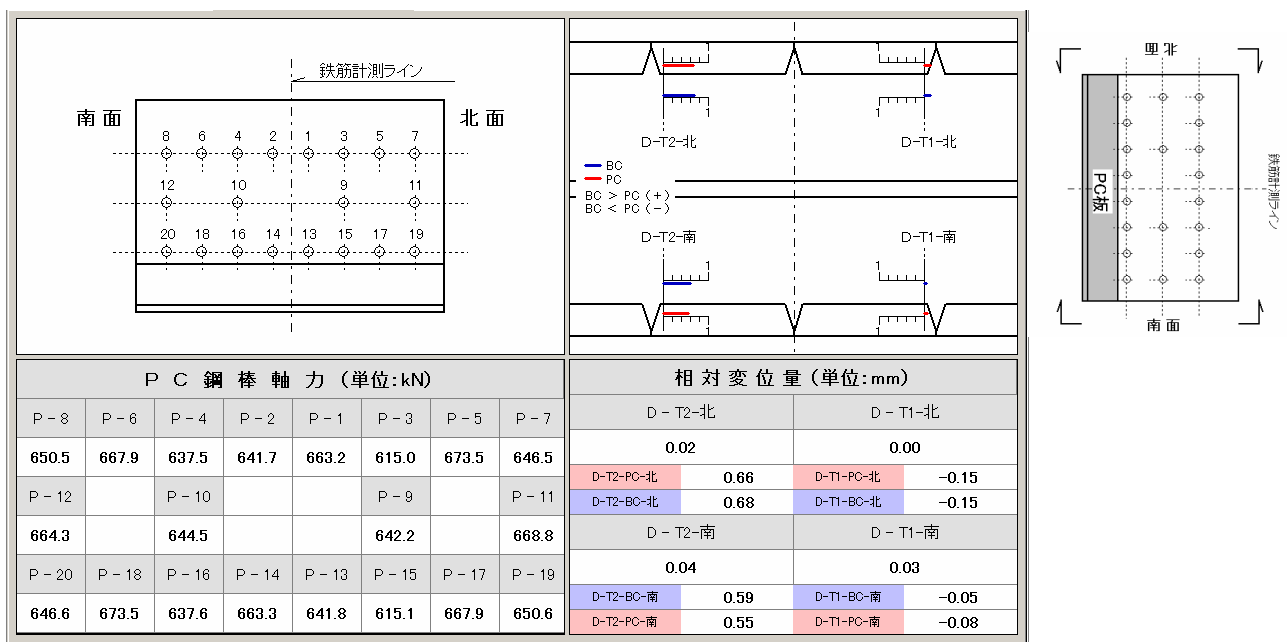 鉄筋計測ライン
南面
北面
8 6 4 2 1 3 5 7
12 10 9 11
20 18 16 14 13 15 17 19
1 1
1 1
D-T2-北 D-T1-北
BC
PC
BC > PC (+)
BC < PC (-)
D-T2-南 D-T1-南
1 1
1 1
北面
PC板
鉄筋計測ライン
南面
PC鋼棒軸力(単位:kN)
P-8 P-6 P-4 P-2 P-1 P-3 P-5 P-7
650.5 667.9 637.5 641.7 663.2 615.0 673.5 646.5
P-12 P-10 P-9 P-11
664.3 644.5 642.2 668.8
P-20 P-18 P-16 P-14 P-13 P-15 P-17 P-19
646.6 673.5 637.6 663.3 641.8 615.1 667.9 650.6
相対変位量(単位:mm)
D-T2-北 D-T1-北
0.02 0.00
D-T2-PC-北 0.66 D-T1-PC-北 -0.15
D-T2-BC-北 0.68 D-T1-BC-北 -0.15
D-T2-南 D-T1-南
0.04 0.03
D-T2-BC-南 0.59 D-T1-BC-南 -0.05
D-T2-PC-南 0.55 D-T1-PC-南 -0.08